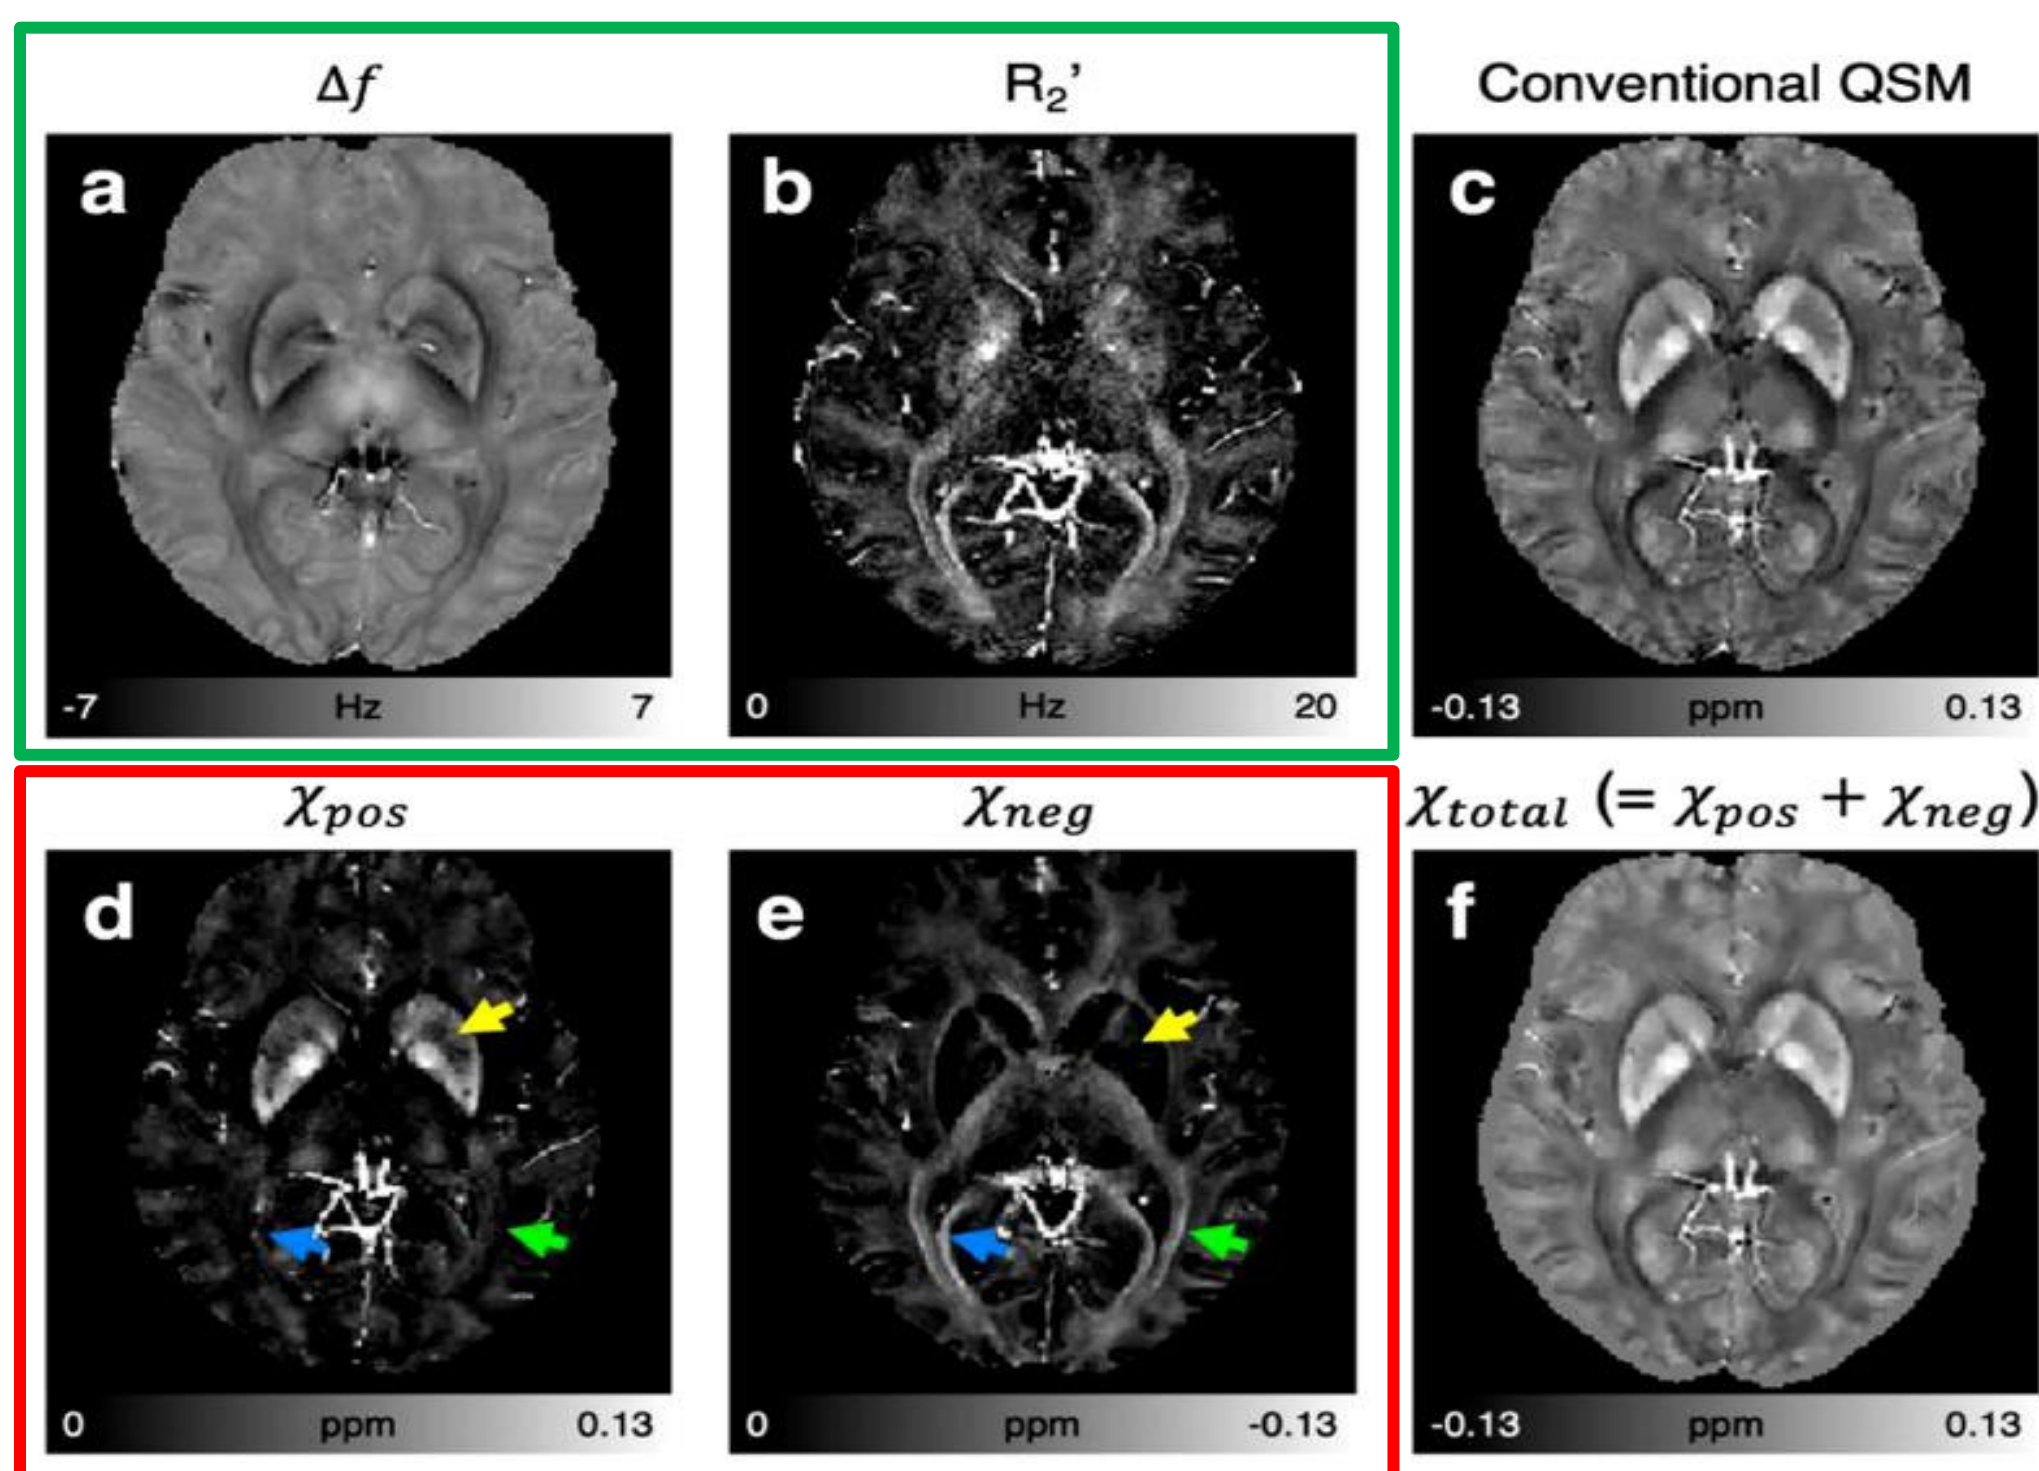 Δf R₂’ Conventional QSM
a b c
-7 Hz 7 0 Hz 20 -0.13 ppm 0.13
χpos χneg χtotal (= χpos + χneg)
d e f
0 ppm 0.13 0 ppm -0.13 -0.13 ppm 0.13